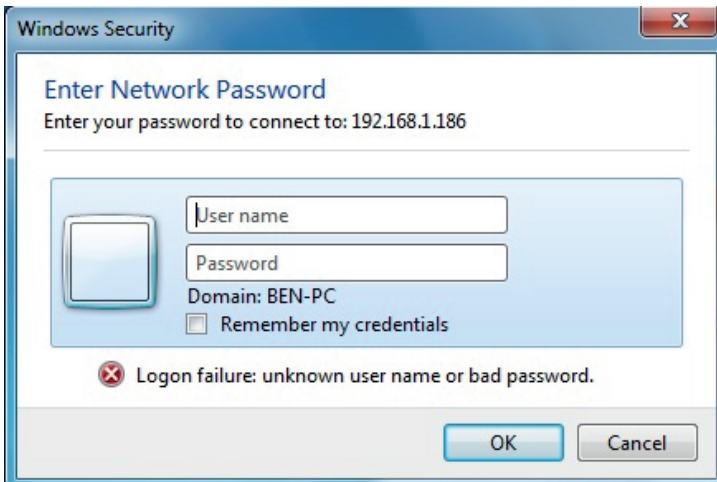 Windows Security
Enter Network Password
Enter your password to connect to: 192.168.1.186
User name
Password
Domain: BEN-PC
Remember my credentials
Logon failure: unknown user name or bad password.
OK Cancel